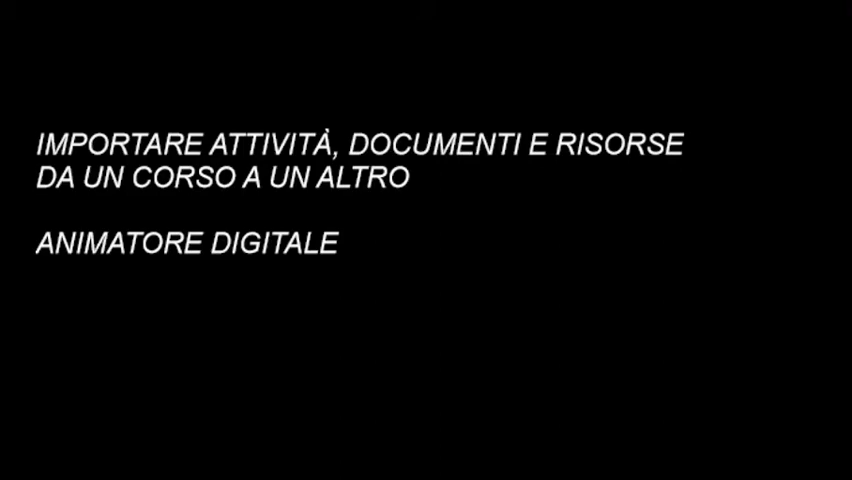 IMPORTARE ATTIVITÀ, DOCUMENTI E RISORSE
DA UN CORSO A UN ALTRO
ANIMATORE DIGITALE